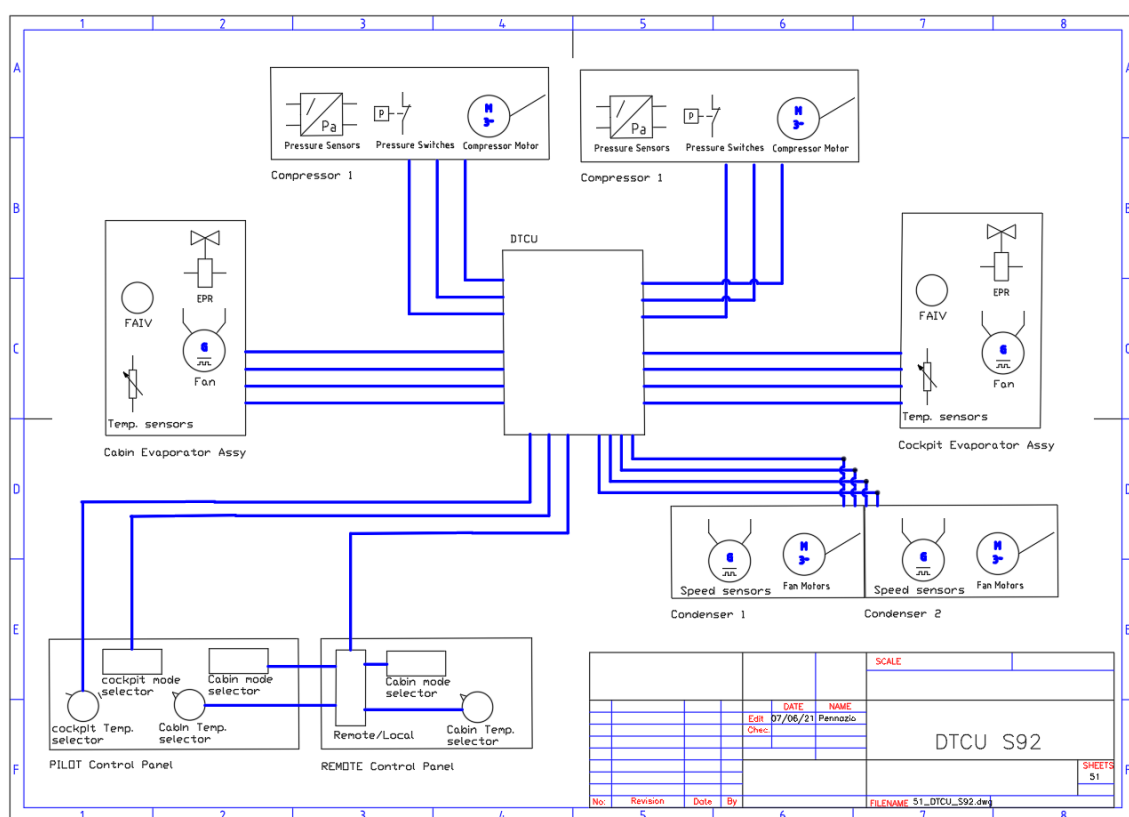 1 2 3 4 5 6 7 8
A A
Pa P M 3~
Pressure Sensors Pressure Switches Compressor Motor
Compressor 1
Pa P M 3~
Pressure Sensors Pressure Switches Compressor Motor
Compressor 1
B B
DTCU
EPR
FAIV
G
Fan
Temp. sensors
Cabin Evaporator Assy
EPR
FAIV
G
Fan
Temp. sensors
Cockpit Evaporator Assy
C C
D D
G M 3~
Speed sensors Fan Motors
Condenser 1
G M 3~
Speed sensors Fan Motors
Condenser 2
E E
cockpit mode
selector
Cabin mode
selector
cockpit Temp.
selector
Cabin Temp.
selector
PILOT Control Panel
Cabin mode
selector
Remote/Local
Cabin Temp.
selector
REMOTE Control Panel
F F
SCALE
DATE NAME
Edit 07/06/21 Pennazio
Chec.
DTCU S92
SHEETS
51
No: Revision Date By
FILENAME 51_DTCU_S92.dwg
1 2 3 4 5 6 7 8